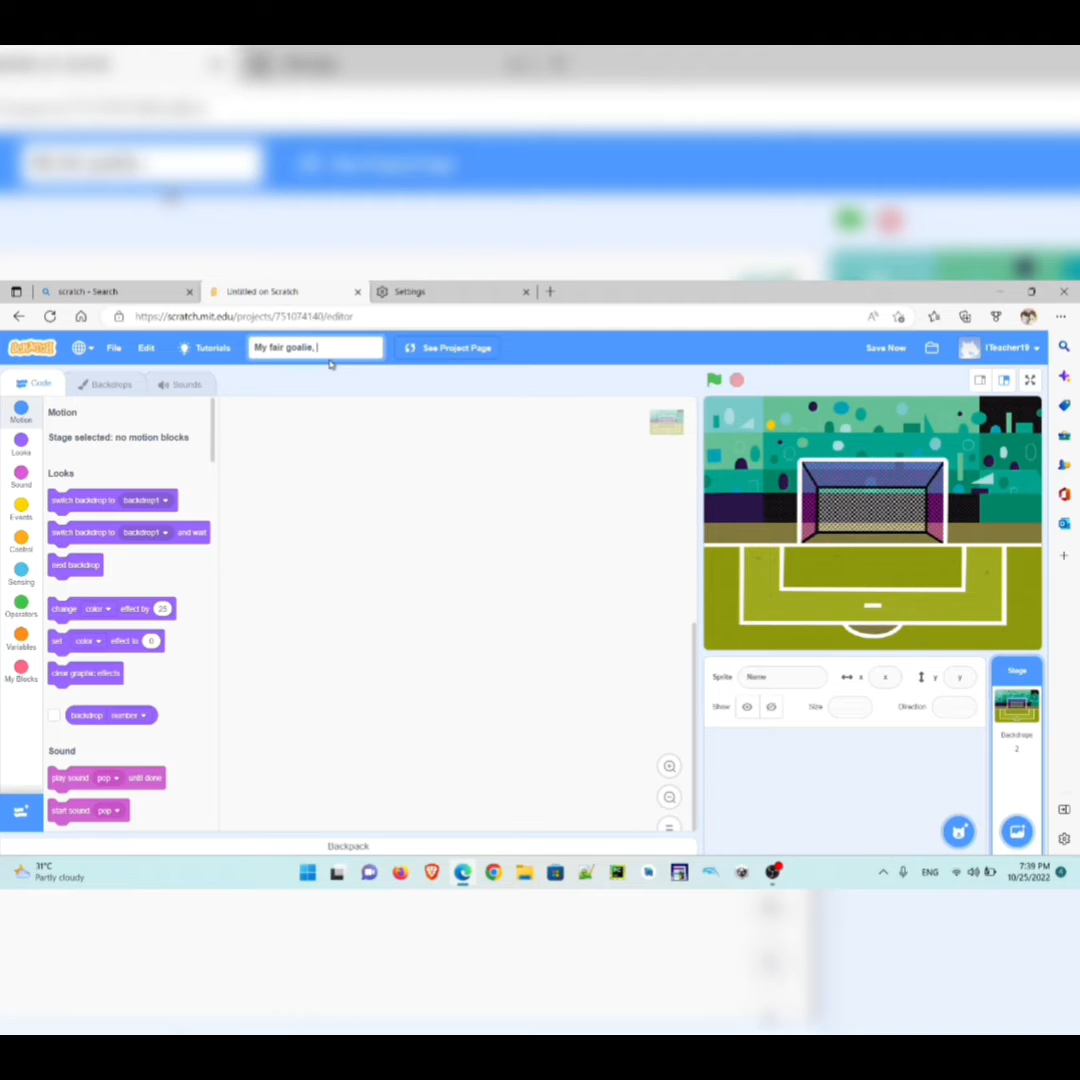 scratch - Search
Untitled on Scratch
Settings
https://scratch.mit.edu/projects/751074140/editor
SCRATCH
File
Edit
Tutorials
My fair goalie,
See Project Page
Save Now
ITeacher19
Code
Backdrops
Sounds
Motion
Looks
Sound
Events
Control
Sensing
Operators
Variables
My Blocks
Motion
Stage selected: no motion blocks
Looks
switch backdrop to backdrop1
switch backdrop to backdrop1 and wait
next backdrop
change color effect by 25
set color effect to 0
clear graphic effects
backdrop number
Sound
play sound pop until done
start sound pop
Backpack
Sprite Name x x y y
Show Size Direction
Stage
Backdrops
2
31°C
Partly cloudy
ENG
7:39 PM
10/25/2022
4